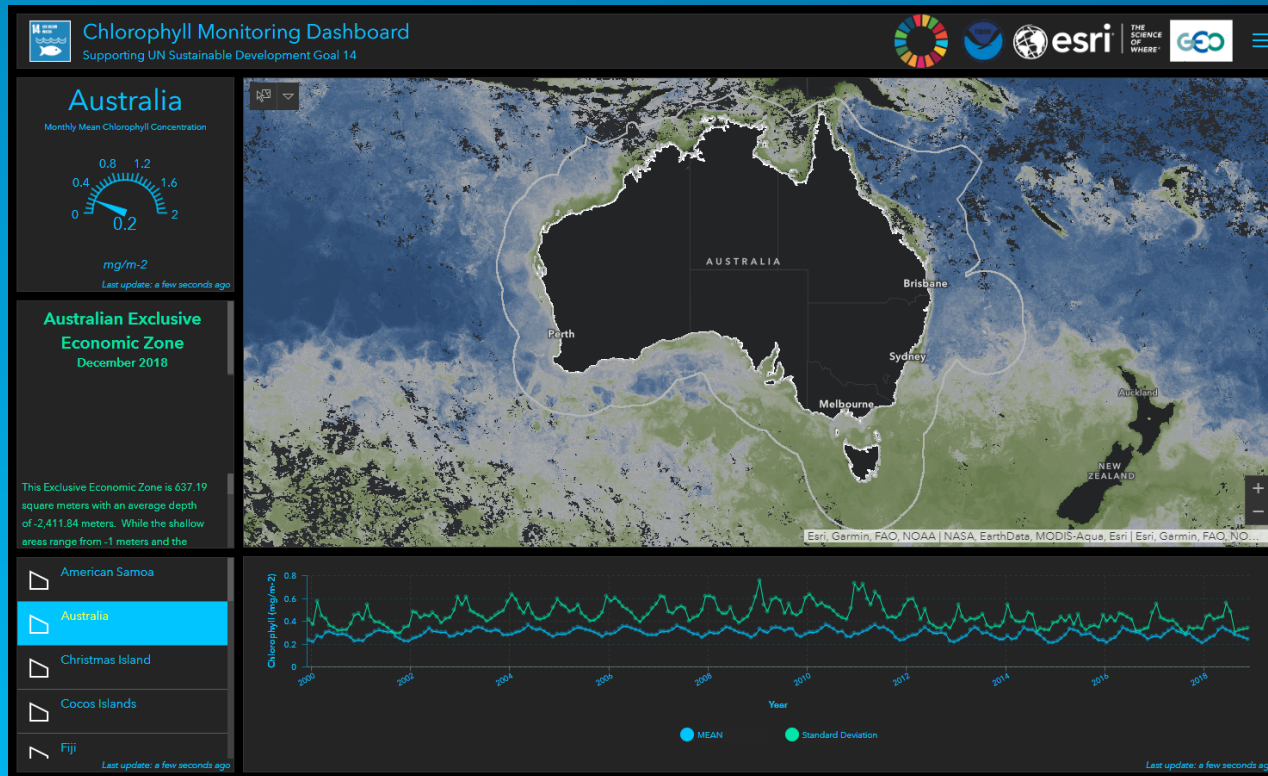 14 LIFE BELOW WATER
Chlorophyll Monitoring Dashboard
Supporting UN Sustainable Development Goal 14
esri
THE
SCIENCE
OF
WHERE®
GEO
Australia
Monthly Mean Chlorophyll Concentration
0 0.4 0.8 1.2 1.6 2
0.2
mg/m-2
Last update: a few seconds ago
Australian Exclusive
Economic Zone
December 2018
This Exclusive Economic Zone is 637.19
square meters with an average depth
of -2,411.84 meters. While the shallow
areas range from -1 meters and the
American Samoa
Australia
Christmas Island
Cocos Islands
Fiji
Last update: a few seconds ago
AUSTRALIA
Brisbane
Perth
Sydney
Melbourne
Auckland
NEW
ZEALAND
+
−
Esri, Garmin, FAO, NOAA | NASA, EarthData, MODIS-Aqua, Esri | Esri, Garmin, FAO, NO...
Chlorophyll (mg/m-2)
0.8
0.6
0.4
0.2
0
2000 2002 2004 2006 2008 2010 2012 2014 2016 2018
Year
MEAN
Standard Deviation
Last update: a few seconds ag